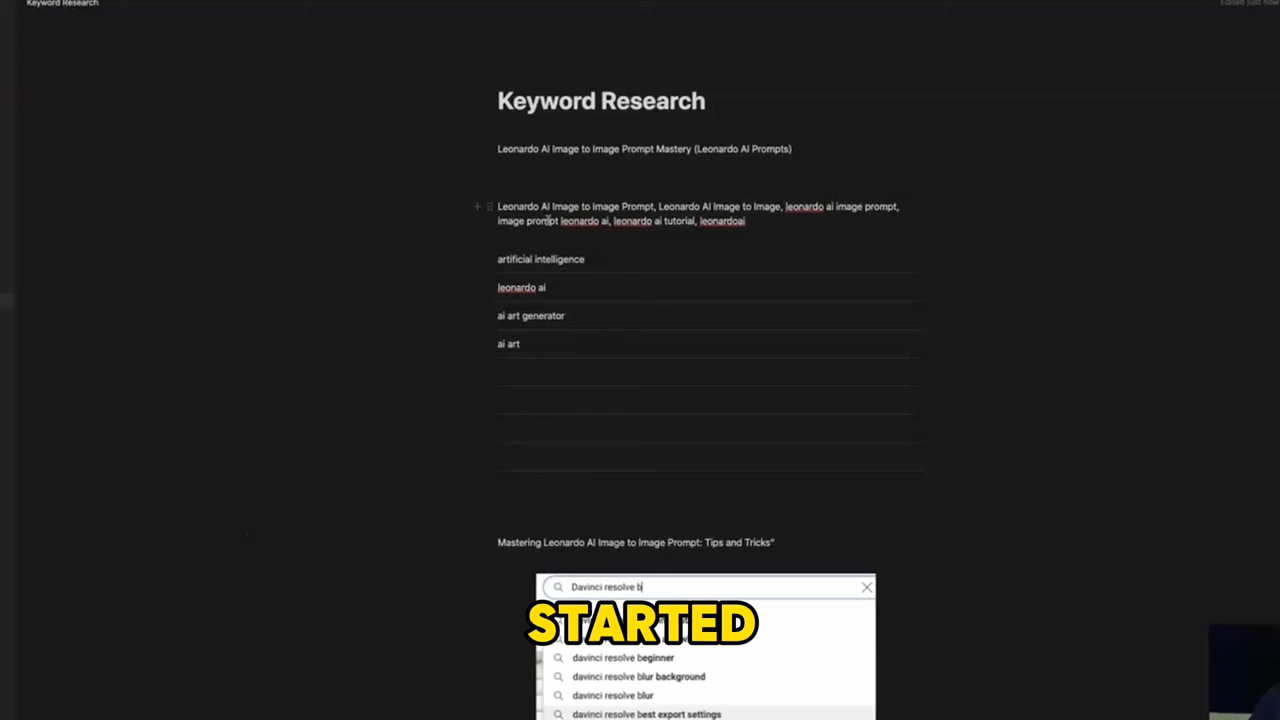 Keyword Research
Edited just now
Keyword Research
Leonardo AI Image to Image Prompt Mastery (Leonardo AI Prompts)
Leonardo AI Image to Image Prompt, Leonardo AI Image to Image, leonardo ai image prompt,
image prompt leonardo ai, leonardo ai tutorial, leonardoai
artificial intelligence
leonardo ai
ai art generator
ai art
Mastering Leonardo AI Image to Image Prompt: Tips and Tricks"
Davinci resolve b
STARTED
davinci resolve beginner
davinci resolve blur background
davinci resolve blur
davinci resolve best export settings